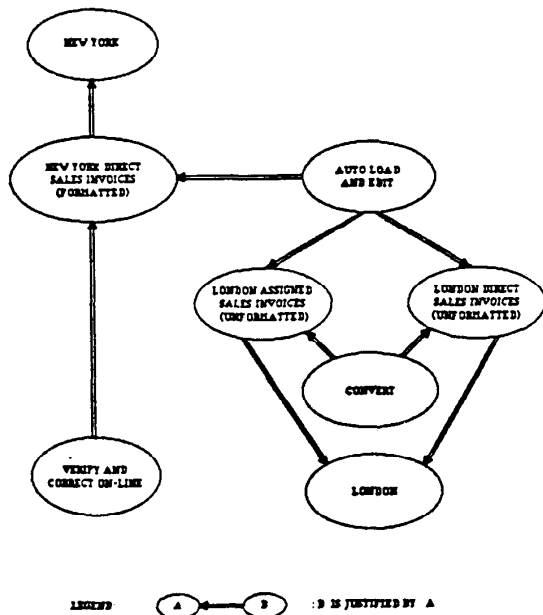 NEW YORK
NEW YORK DIRECT
SALES INVOICES
(FORMATTED)
AUTO LOAD
AND EDIT
LONDON ASSIGNED
SALES INVOICES
(UNFORMATTED)
LONDON DIRECT
SALES INVOICES
(UNFORMATTED)
CONVERT
VERIFY AND
CORRECT ON-LINE
LONDON
LEGEND A B : B IS JUSTIFIED BY A